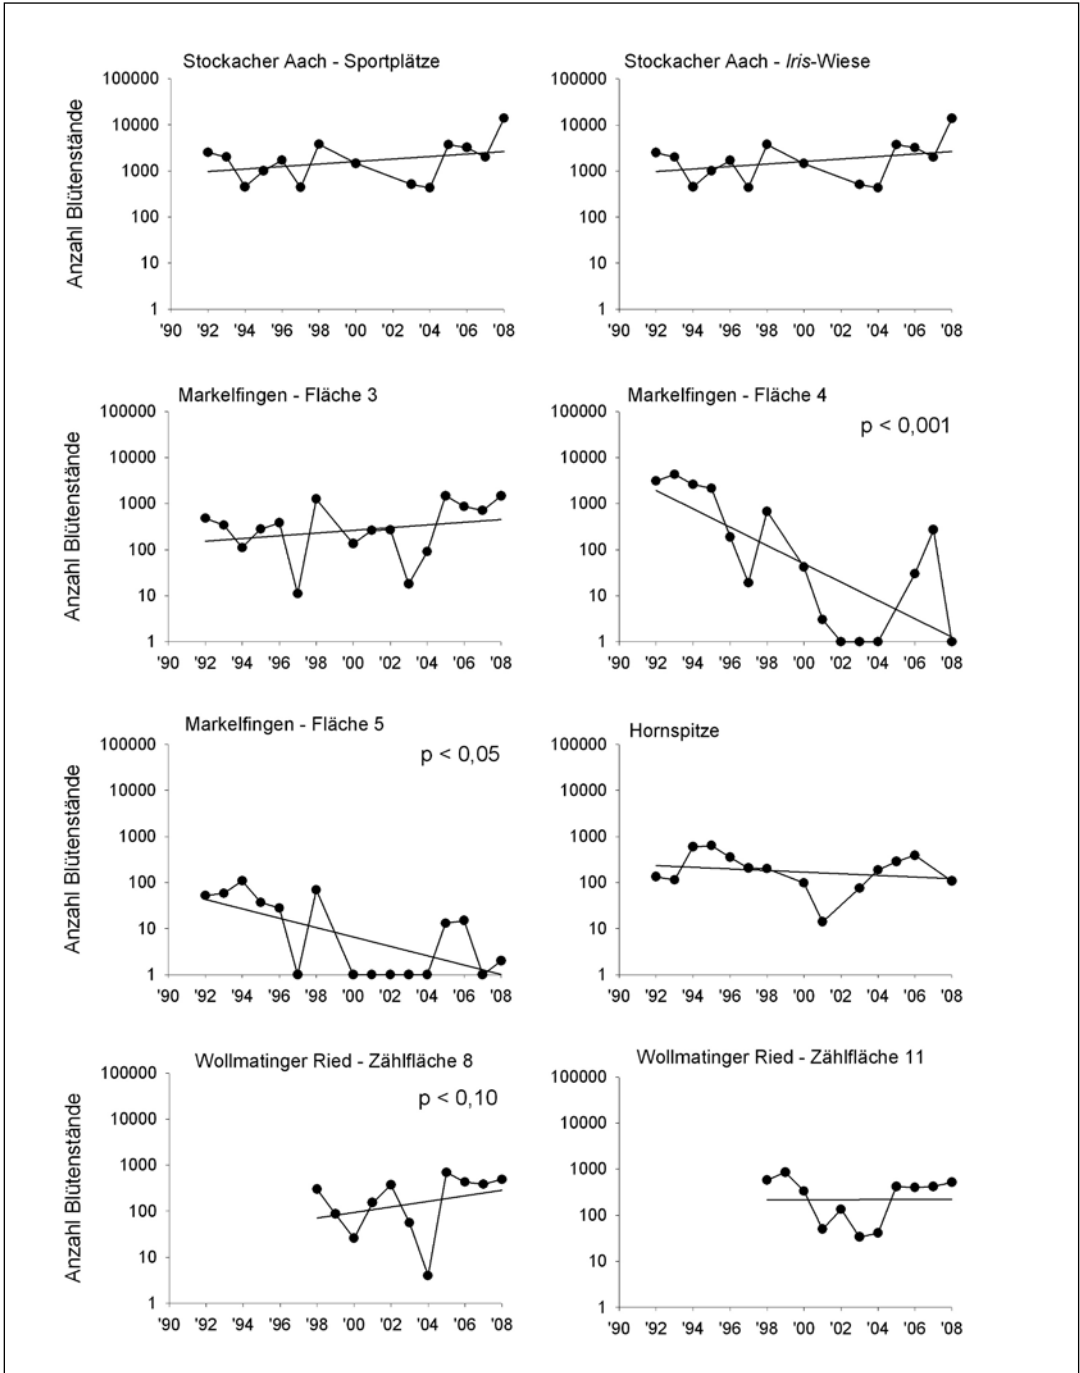 Stockacher Aach - Sportplätze
Anzahl Blütenstände
100000
10000
1000
100
10
1
'90 '92 '94 '96 '98 '00 '02 '04 '06 '08
Stockacher Aach - Iris-Wiese
100000
10000
1000
100
10
1
'90 '92 '94 '96 '98 '00 '02 '04 '06 '08
Markelfingen - Fläche 3
Anzahl Blütenstände
100000
10000
1000
100
10
1
'90 '92 '94 '96 '98 '00 '02 '04 '06 '08
Markelfingen - Fläche 4
p < 0,001
100000
10000
1000
100
10
1
'90 '92 '94 '96 '98 '00 '02 '04 '06 '08
Markelfingen - Fläche 5
p < 0,05
Anzahl Blütenstände
100000
10000
1000
100
10
1
'90 '92 '94 '96 '98 '00 '02 '04 '06 '08
Hornspitze
100000
10000
1000
100
10
1
'90 '92 '94 '96 '98 '00 '02 '04 '06 '08
Wollmatinger Ried - Zählfläche 8
p < 0,10
Anzahl Blütenstände
100000
10000
1000
100
10
1
'90 '92 '94 '96 '98 '00 '02 '04 '06 '08
Wollmatinger Ried - Zählfläche 11
100000
10000
1000
100
10
1
'90 '92 '94 '96 '98 '00 '02 '04 '06 '08